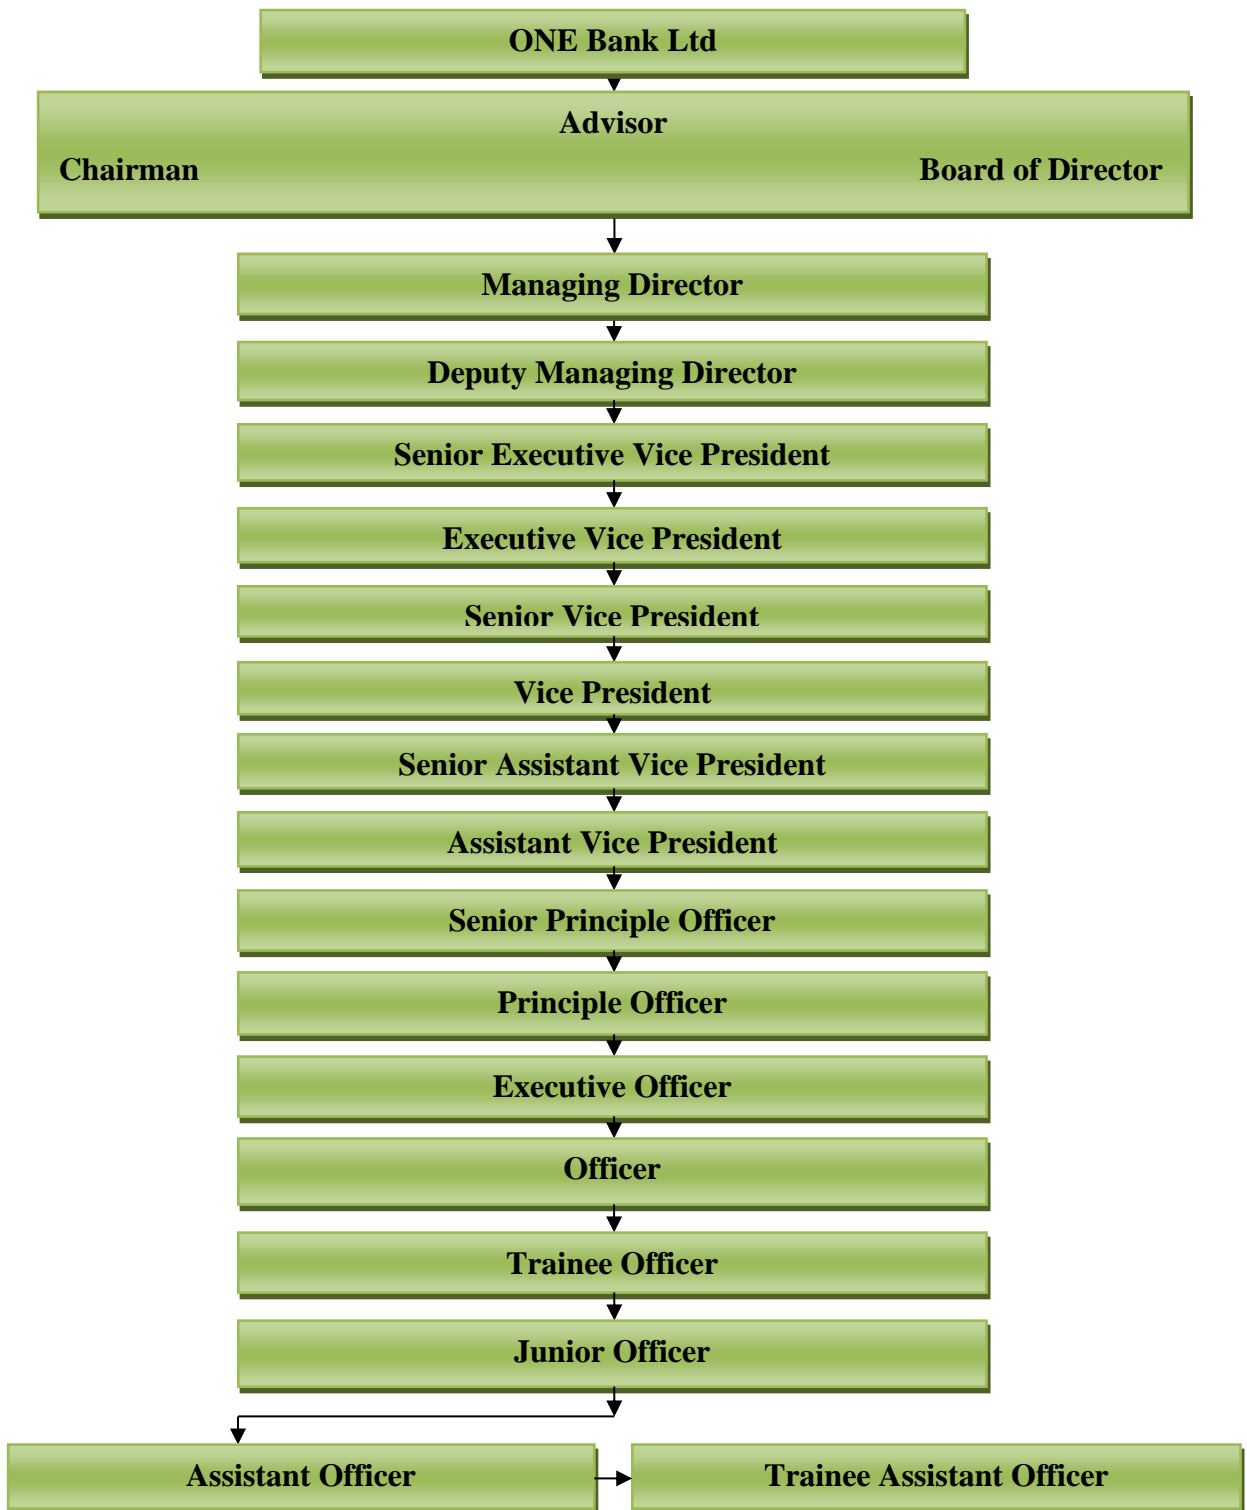 ONE Bank Ltd
Advisor
Chairman Board of Director
Managing Director
Deputy Managing Director
Senior Executive Vice President
Executive Vice President
Senior Vice President
Vice President
Senior Assistant Vice President
Assistant Vice President
Senior Principle Officer
Principle Officer
Executive Officer
Officer
Trainee Officer
Junior Officer
Assistant Officer Trainee Assistant Officer